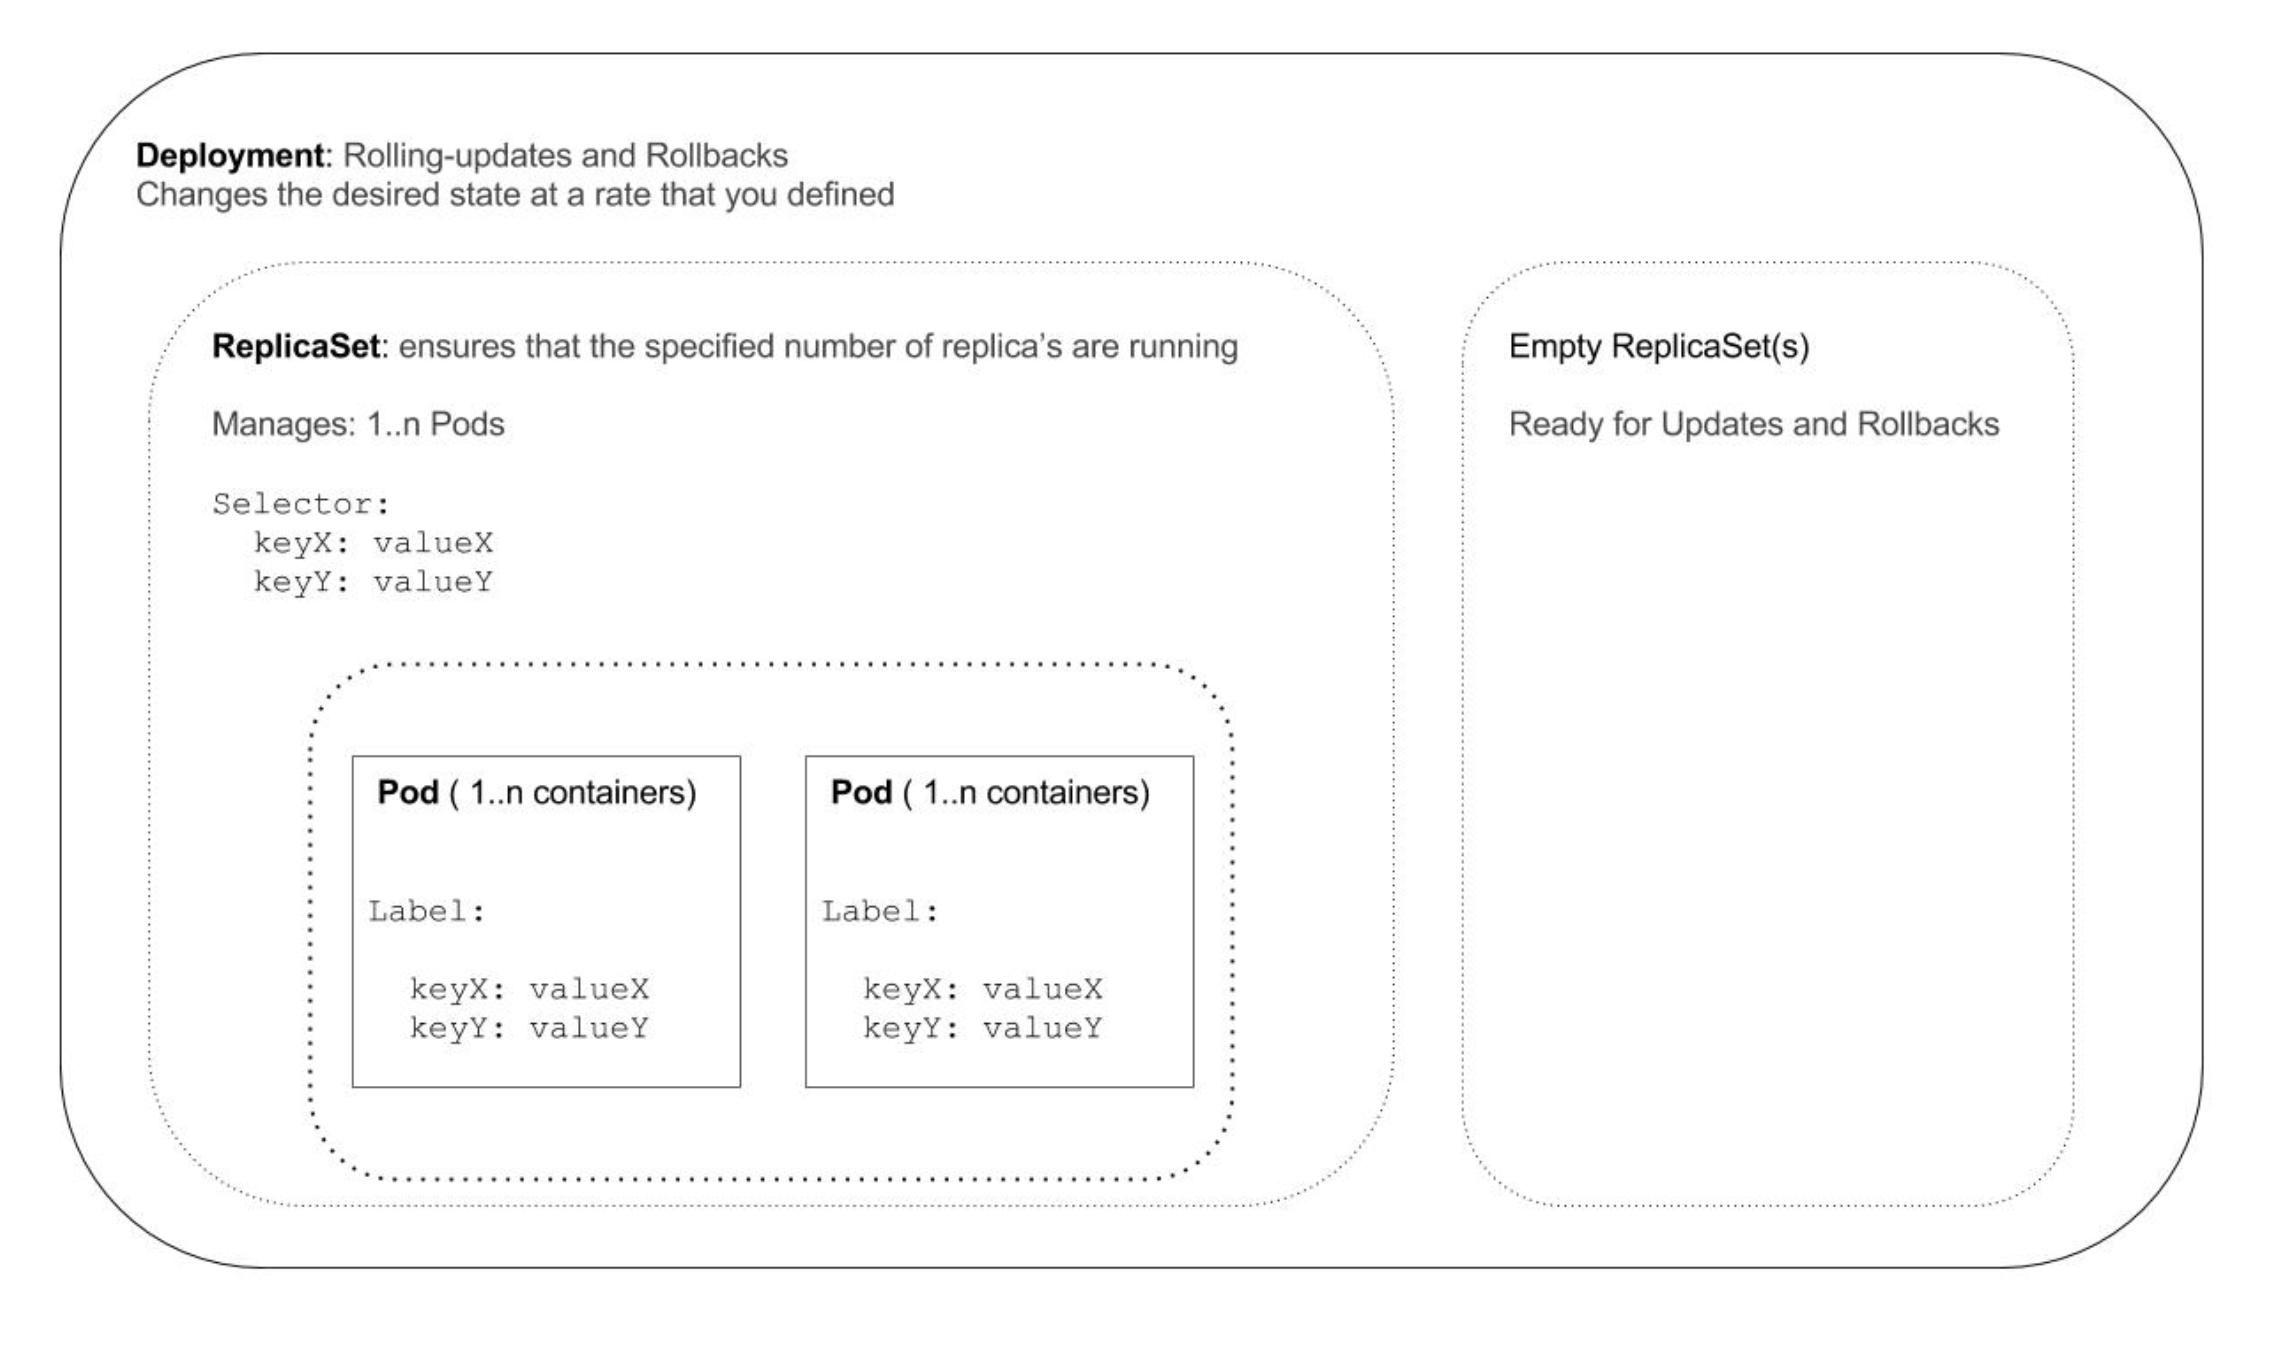 Deployment: Rolling-updates and Rollbacks
Changes the desired state at a rate that you defined
ReplicaSet: ensures that the specified number of replica's are running
Manages: 1..n Pods
Selector:
keyX: valueX
keyY: valueY
Pod ( 1..n containers)
Label:
keyX: valueX
keyY: valueY
Pod ( 1..n containers)
Label:
keyX: valueX
keyY: valueY
Empty ReplicaSet(s)
Ready for Updates and Rollbacks